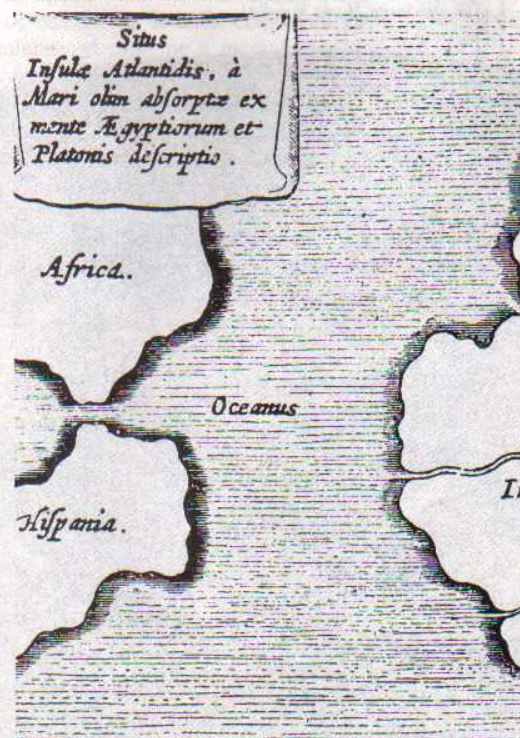 Situs
Inſulæ Atlantidis, à
Mari olim abſorptæ ex
mente Ægyptiorum et
Platonis deſcriptio.
Africa.
Oceanus
Hiſpania.